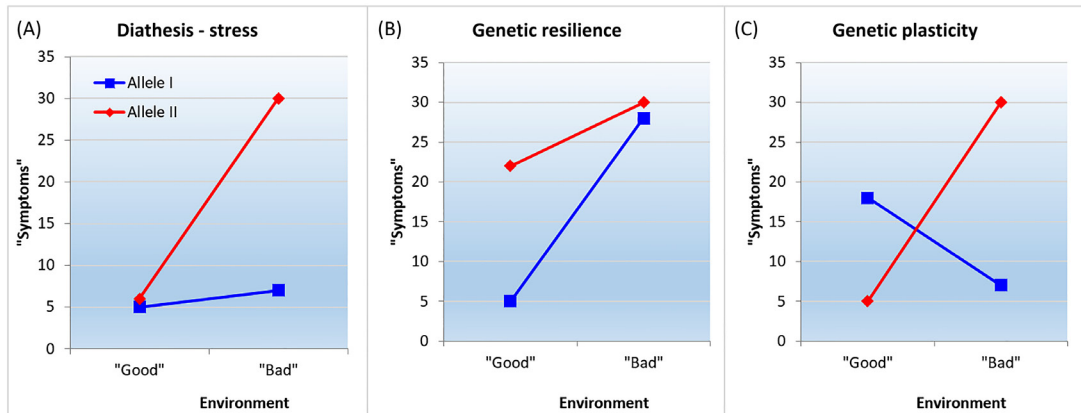 (A)
Diathesis - stress
35
30
25
20
15
10
5
0
"Symptoms"
Allele I
Allele II
"Good"
"Bad"
Environment
(B)
Genetic resilience
35
30
25
20
15
10
5
0
"Symptoms"
"Good"
"Bad"
Environment
(C)
Genetic plasticity
35
30
25
20
15
10
5
0
"Symptoms"
"Good"
"Bad"
Environment